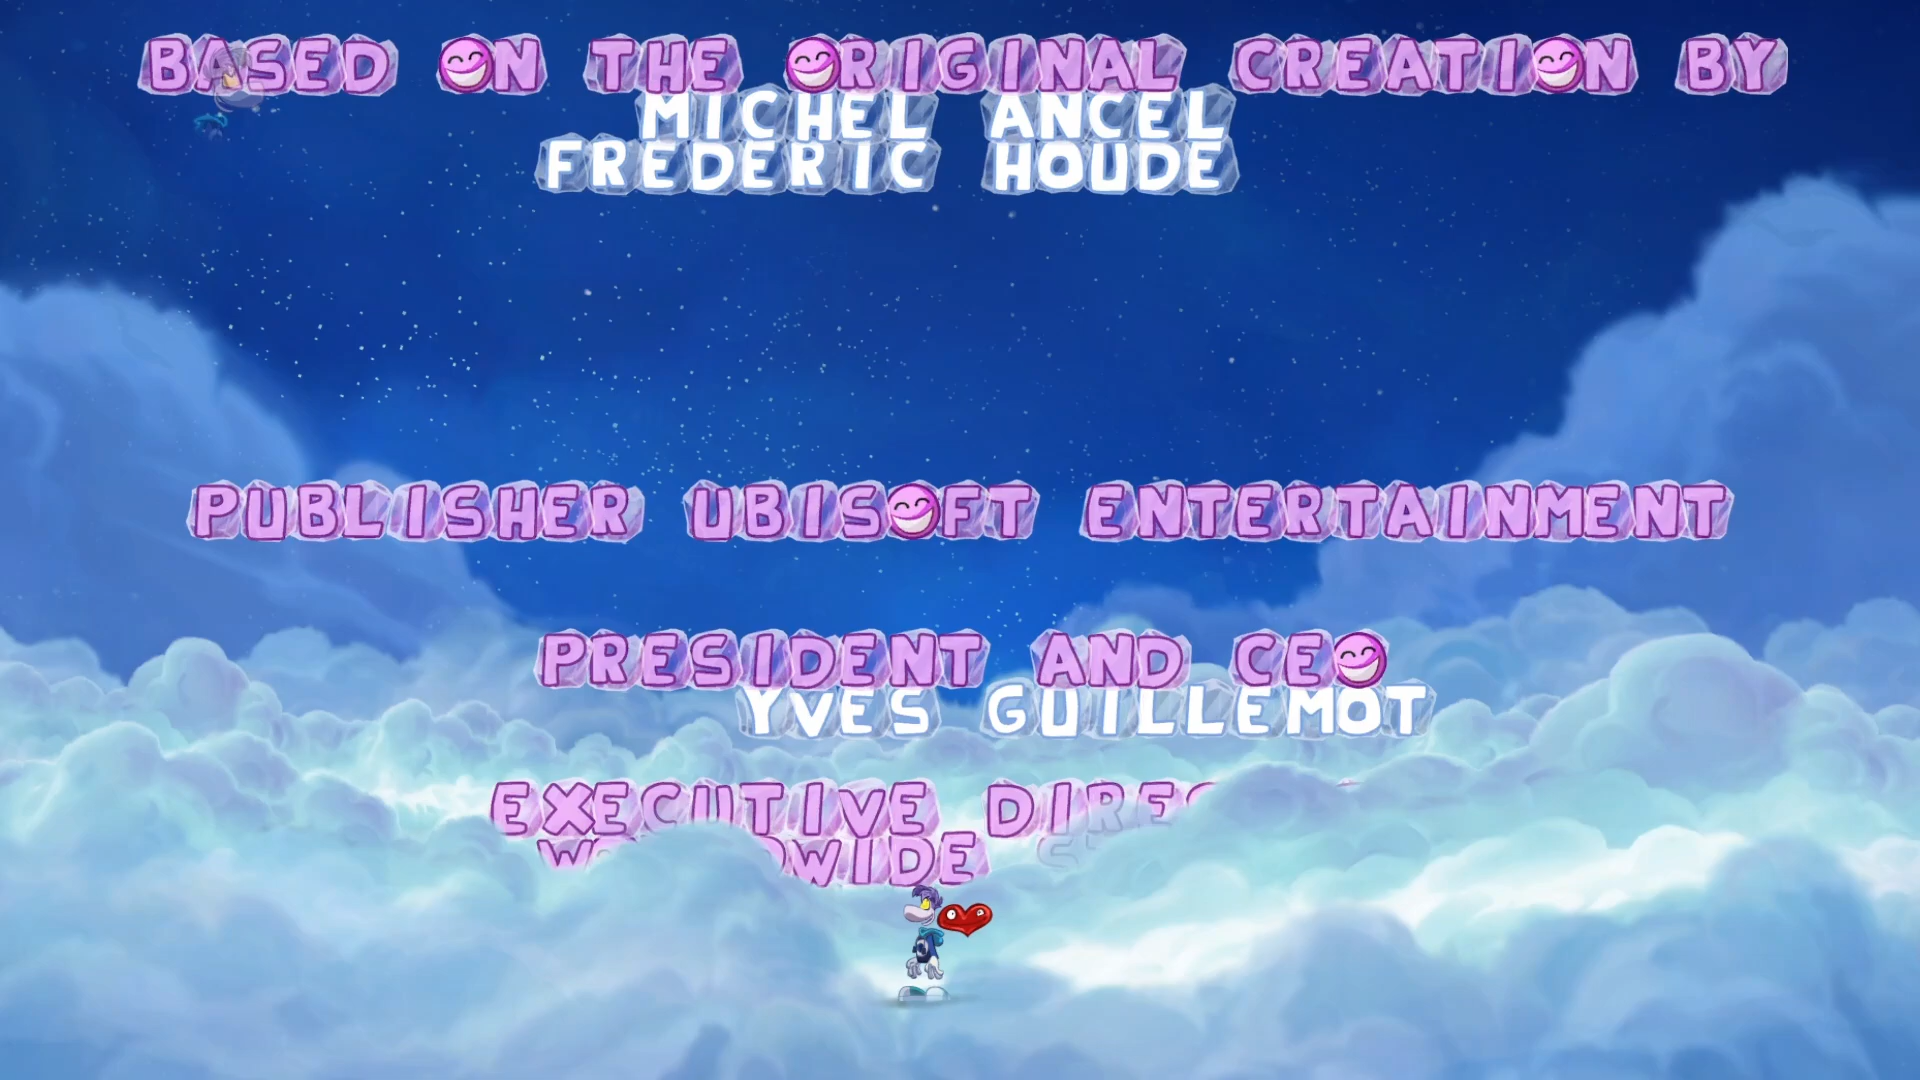 BASED ON THE ORIGINAL CREATION BY
MICHEL ANCEL
FREDERIC HOUDE
PUBLISHER UBISOFT ENTERTAINMENT
PRESIDENT AND CEO
YVES GUILLEMOT
EXECUTIVE